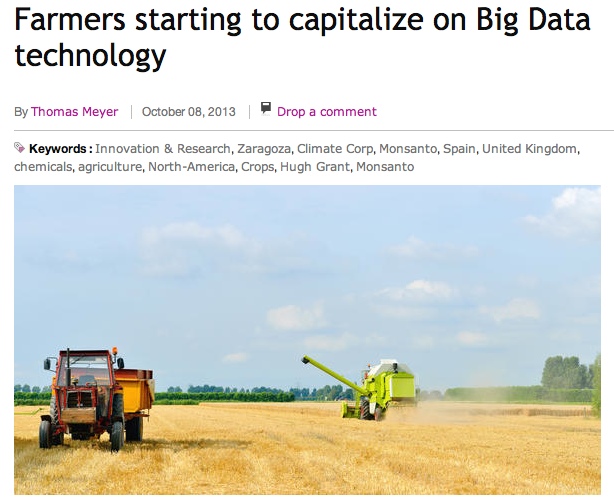 Farmers starting to capitalize on Big Data
technology
By Thomas Meyer | October 08, 2013 | Drop a comment
Keywords : Innovation & Research, Zaragoza, Climate Corp, Monsanto, Spain, United Kingdom,
chemicals, agriculture, North-America, Crops, Hugh Grant, Monsanto